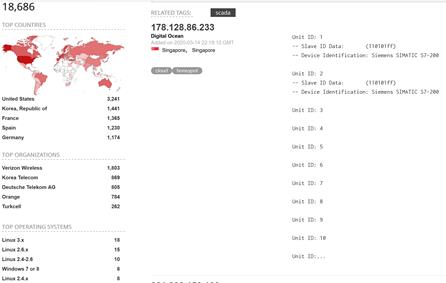 18,686
TOP COUNTRIES
United States 3,241
Korea, Republic of 1,441
France 1,365
Spain 1,230
Germany 1,174
TOP ORGANIZATIONS
Verizon Wireless 1,803
Korea Telecom 869
Deutsche Telekom AG 805
Orange 784
Turkcell 262
TOP OPERATING SYSTEMS
Linux 3.x 18
Linux 2.6.x 15
Linux 2.4-2.6 10
Windows 7 or 8 8
Linux 2.4.x 8
RELATED TAGS: scada
178.128.86.233
Digital Ocean
Added on 2020-03-14 22:19:12 GMT
Singapore, Singapore
cloud honeypot
Unit ID: 1
-- Slave ID Data: (110101ff)
-- Device Identification: Siemens SIMATIC S7-200
Unit ID: 2
-- Slave ID Data: (110101ff)
-- Device Identification: Siemens SIMATIC S7-200
Unit ID: 3
Unit ID: 4
Unit ID: 5
Unit ID: 6
Unit ID: 7
Unit ID: 8
Unit ID: 9
Unit ID: 10
Unit ID:...